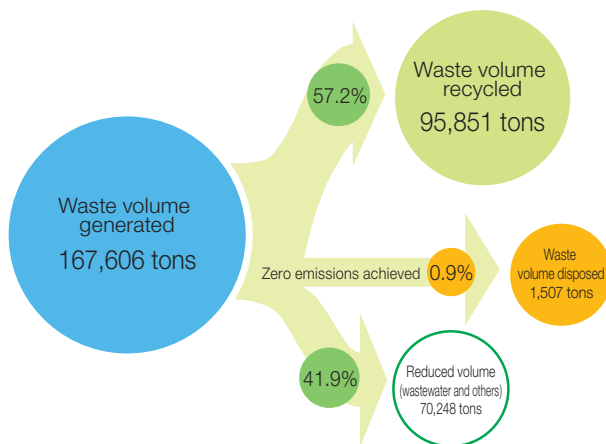 Waste volume
generated
167,606 tons
57.2%
Waste volume
recycled
95,851 tons
Zero emissions achieved
0.9%
Waste
volume disposed
1,507 tons
41.9%
Reduced volume
(wastewater and others)
70,248 tons